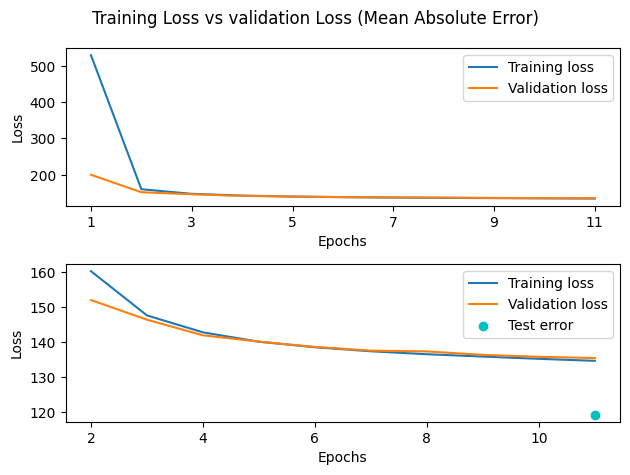 Training Loss vs validation Loss (Mean Absolute Error)
500
400
300
200
Loss
Training loss
Validation loss
1 3 5 7 9 11
Epochs
160
150
140
130
120
Loss
Training loss
Validation loss
Test error
2 4 6 8 10
Epochs